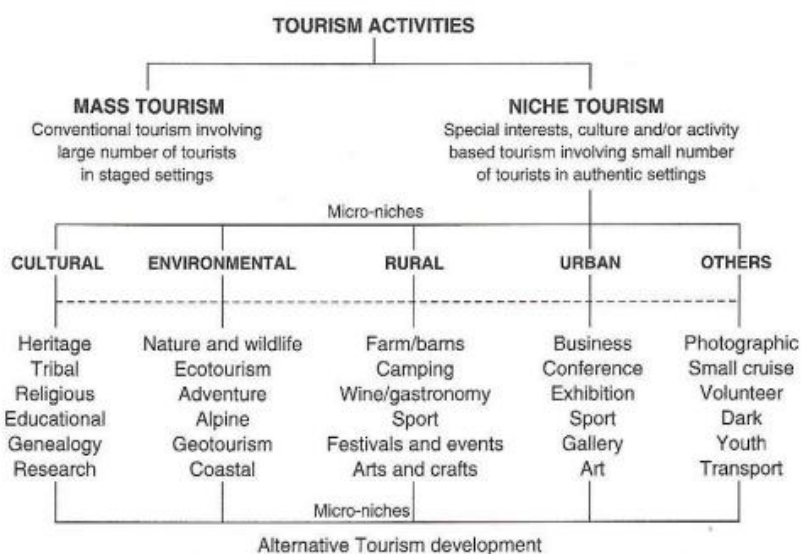 TOURISM ACTIVITIES
MASS TOURISM
Conventional tourism involving
large number of tourists
in staged settings
NICHE TOURISM
Special interests, culture and/or activity
based tourism involving small number
of tourists in authentic settings
Micro-niches
CULTURAL
ENVIRONMENTAL
RURAL
URBAN
OTHERS
Heritage
Tribal
Religious
Educational
Genealogy
Research
Nature and wildlife
Ecotourism
Adventure
Alpine
Geotourism
Coastal
Farm/barns
Camping
Wine/gastronomy
Sport
Festivals and events
Arts and crafts
Business
Conference
Exhibition
Sport
Gallery
Art
Photographic
Small cruise
Volunteer
Dark
Youth
Transport
Micro-niches
Alternative Tourism development